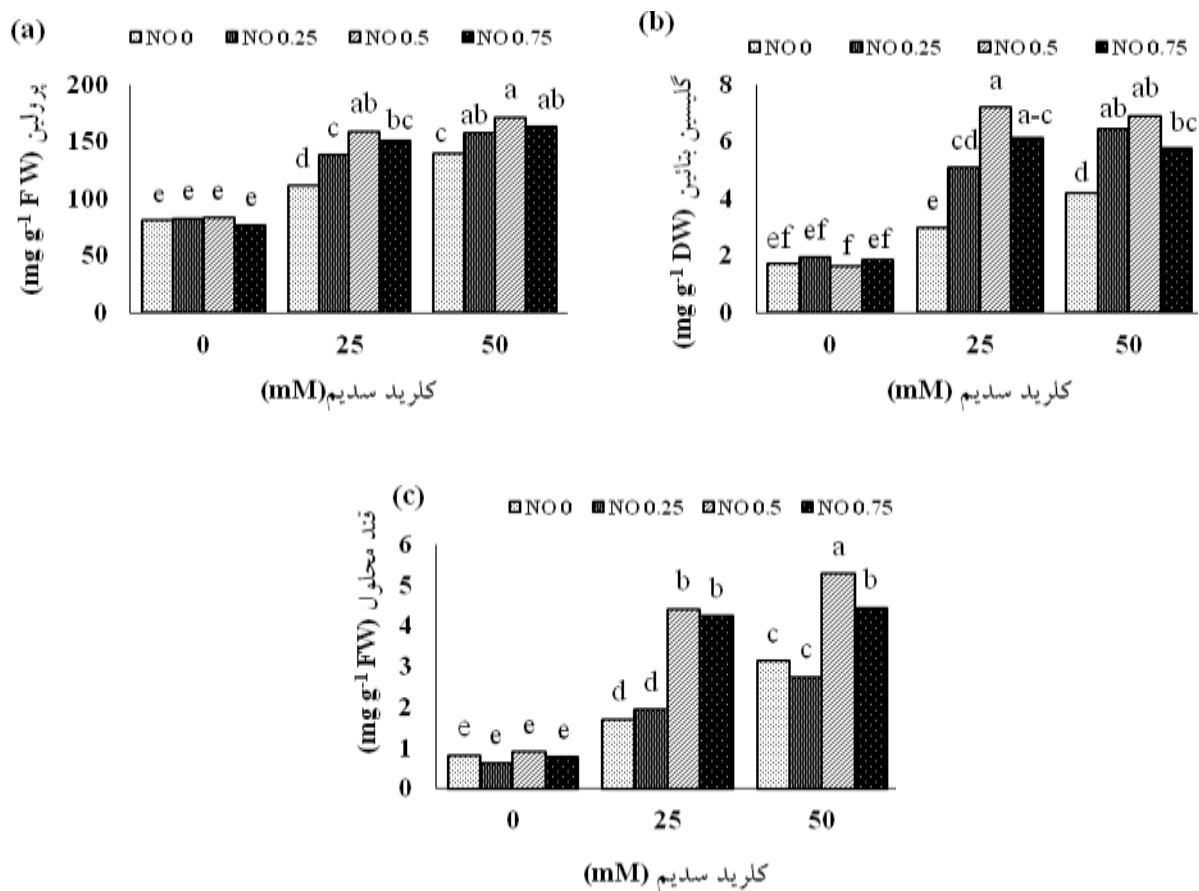 (a)
NO 0 NO 0.25 NO 0.5 NO 0.75
پرولین (mg g-1 FW)
200
150
100
50
0
e e e e
d c ab bc
c ab a ab
0 25 50
کلرید سدیم(mM)
(b)
NO 0 NO 0.25 NO 0.5 NO 0.75
گلیسین بتائین (mg g-1 DW)
8
6
4
2
0
ef ef f ef
e cd a a-c
d ab ab bc
0 25 50
کلرید سدیم (mM)
(c)
NO 0 NO 0.25 NO 0.5 NO 0.75
قند محلول (mg g-1 FW)
6
5
4
3
2
1
0
e e e e
d d b b
c c a b
0 25 50
کلرید سدیم (mM)